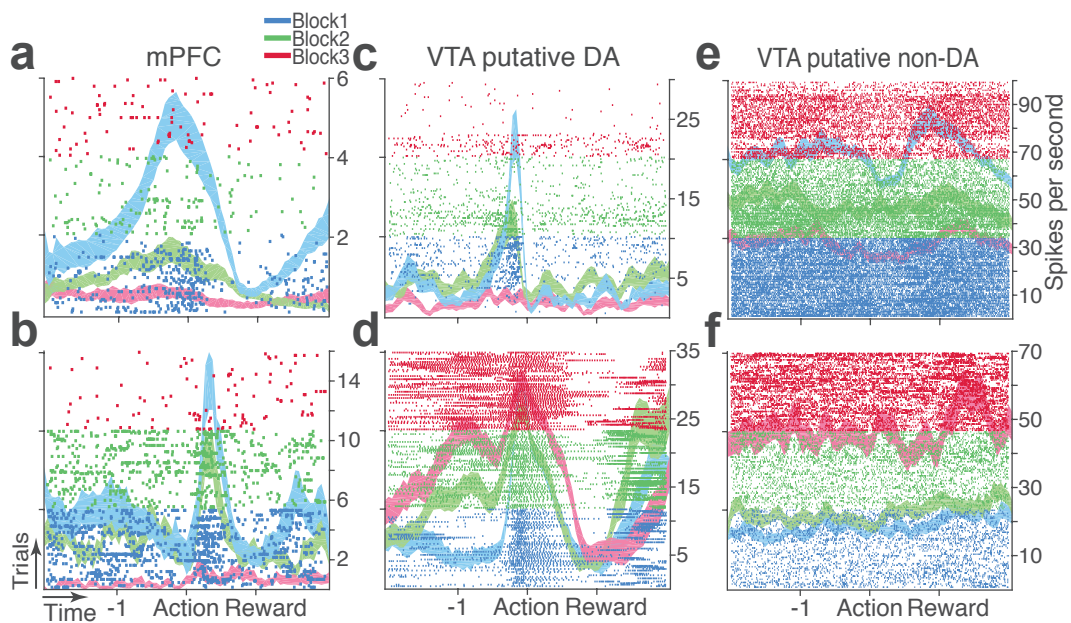 Block1
Block2
Block3
a
mPFC
c
VTA putative DA
e
VTA putative non-DA
6
4
2
25
15
5
90
70
50
30
10
Spikes per second
b
14
10
6
2
d
35
25
15
5
f
70
50
30
10
Trials
Time
-1 Action Reward
-1 Action Reward
-1 Action Reward